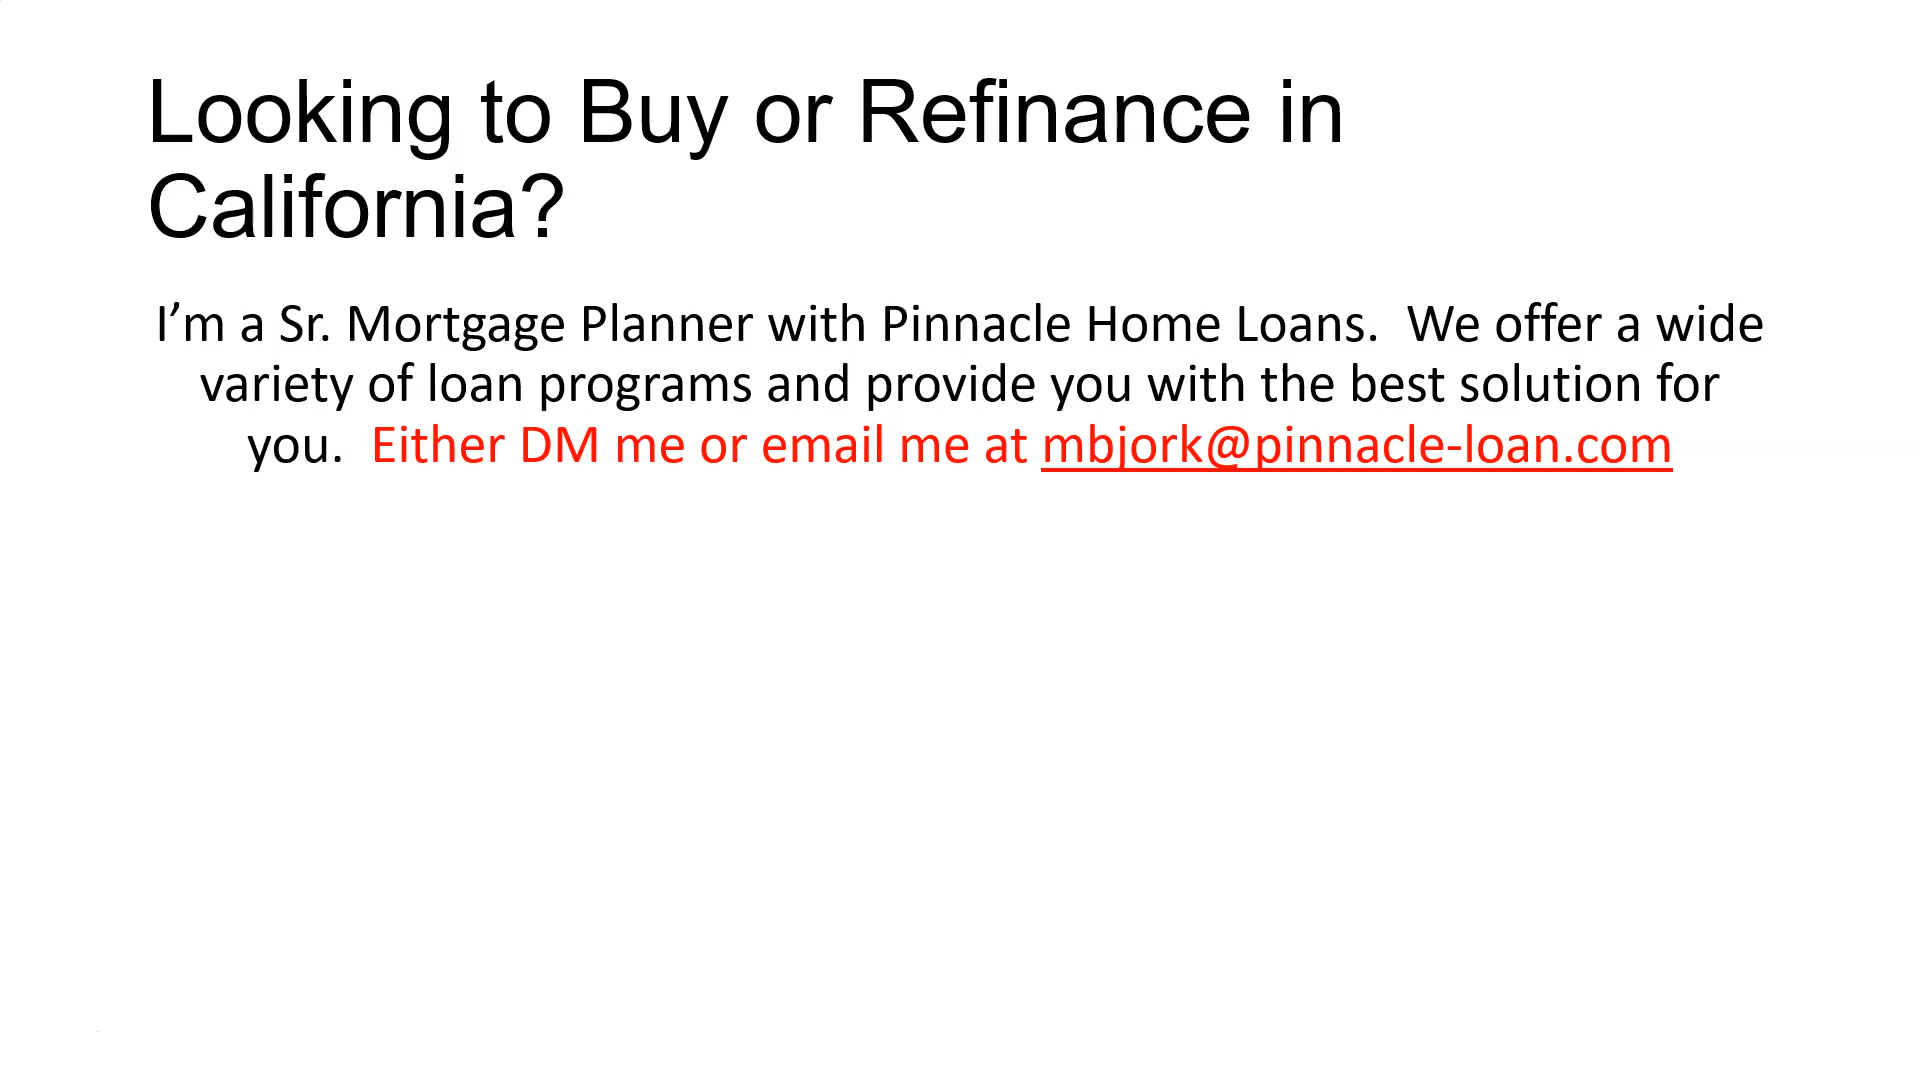 Looking to Buy or Refinance in
California?
I’m a Sr. Mortgage Planner with Pinnacle Home Loans.  We offer a wide
variety of loan programs and provide you with the best solution for
you.  Either DM me or email me at mbjork@pinnacle-loan.com